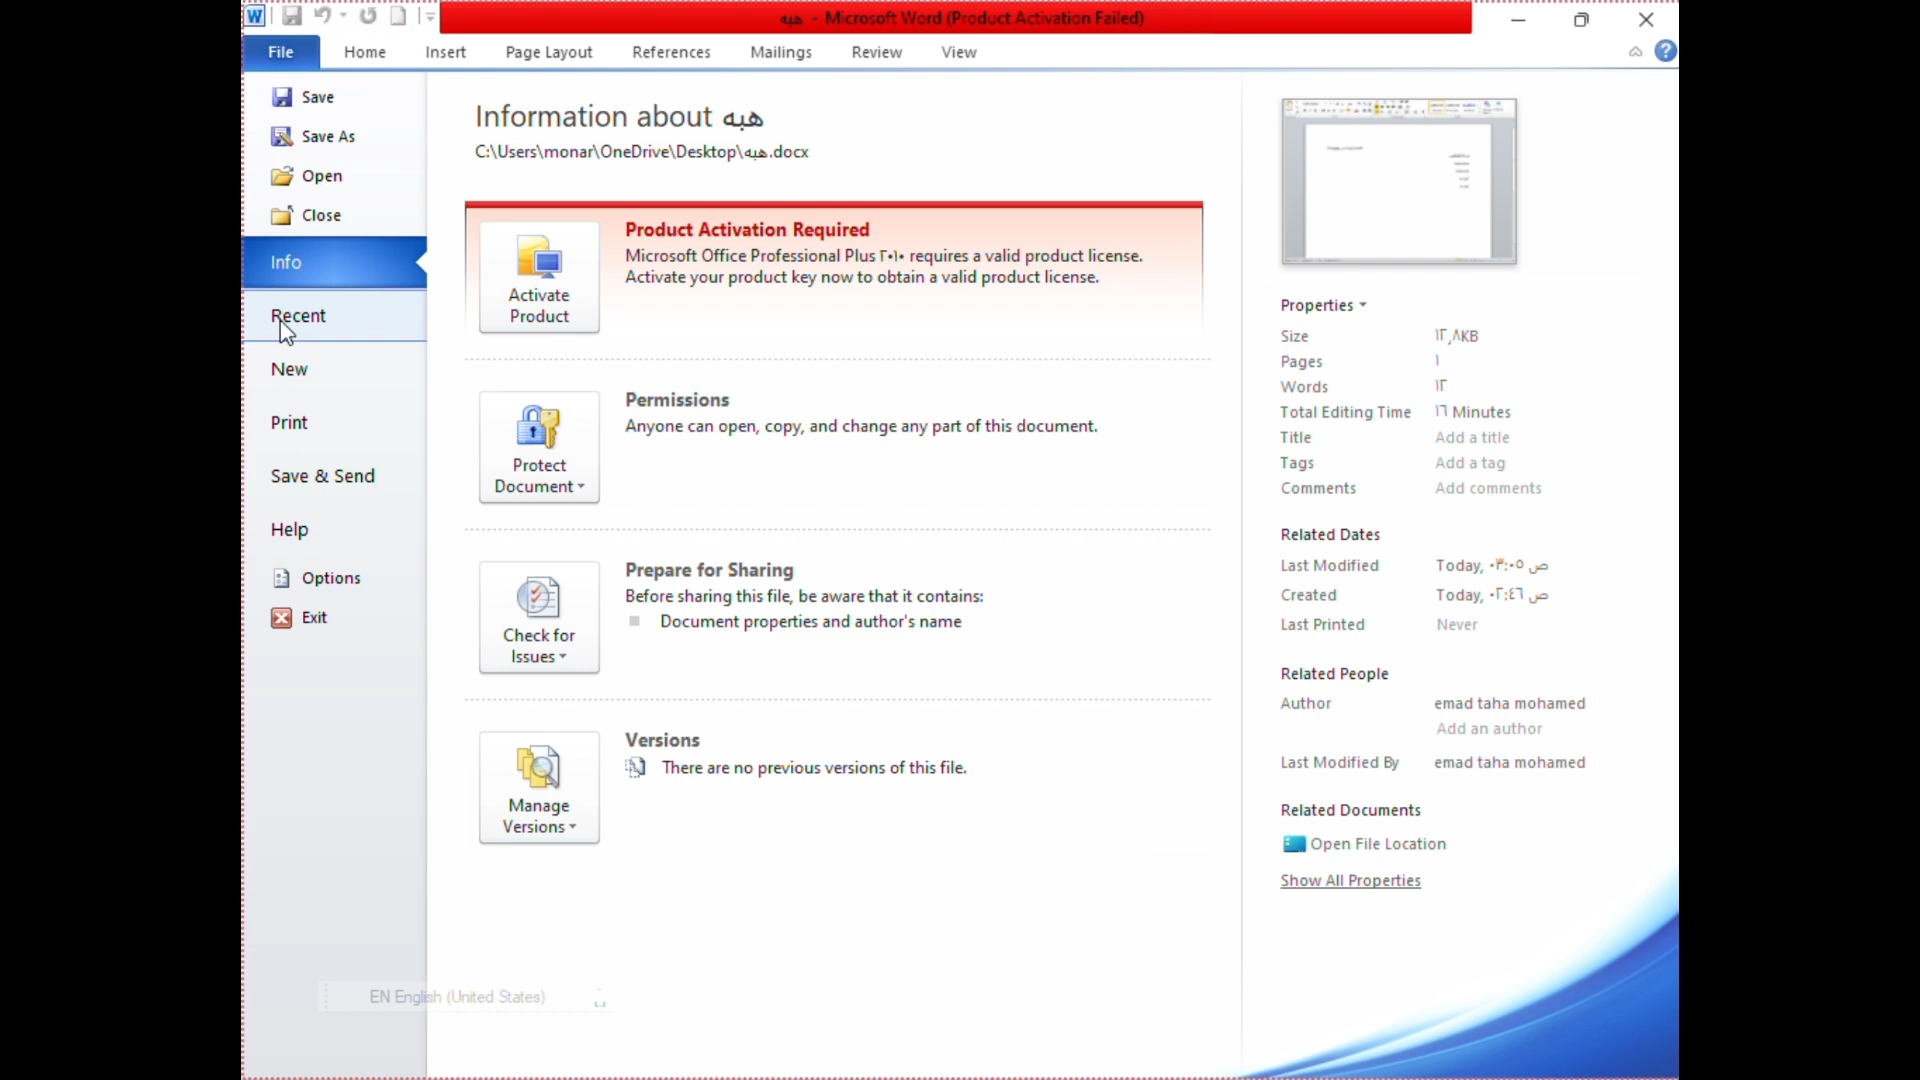 هبه - Microsoft Word (Product Activation Failed)
File Home Insert Page Layout References Mailings Review View
Save
Save As
Open
Close
Info
Recent
New
Print
Save & Send
Help
Options
Exit
Information about هبه
C:\Users\monar\OneDrive\Desktop\هبه.docx
Activate Product
Product Activation Required
Microsoft Office Professional Plus ٢٠١٠ requires a valid product license.
Activate your product key now to obtain a valid product license.
Protect Document
Permissions
Anyone can open, copy, and change any part of this document.
Check for Issues
Prepare for Sharing
Before sharing this file, be aware that it contains:
Document properties and author's name
Manage Versions
Versions
There are no previous versions of this file.
Properties
Size ١٢٫٨KB
Pages ١
Words ١٢
Total Editing Time ١٦ Minutes
Title Add a title
Tags Add a tag
Comments Add comments
Related Dates
Last Modified Today, ٠٣:٠٥ ص
Created Today, ٠٢:٤٦ ص
Last Printed Never
Related People
Author emad taha mohamed
Add an author
Last Modified By emad taha mohamed
Related Documents
Open File Location
Show All Properties
EN English (United States)